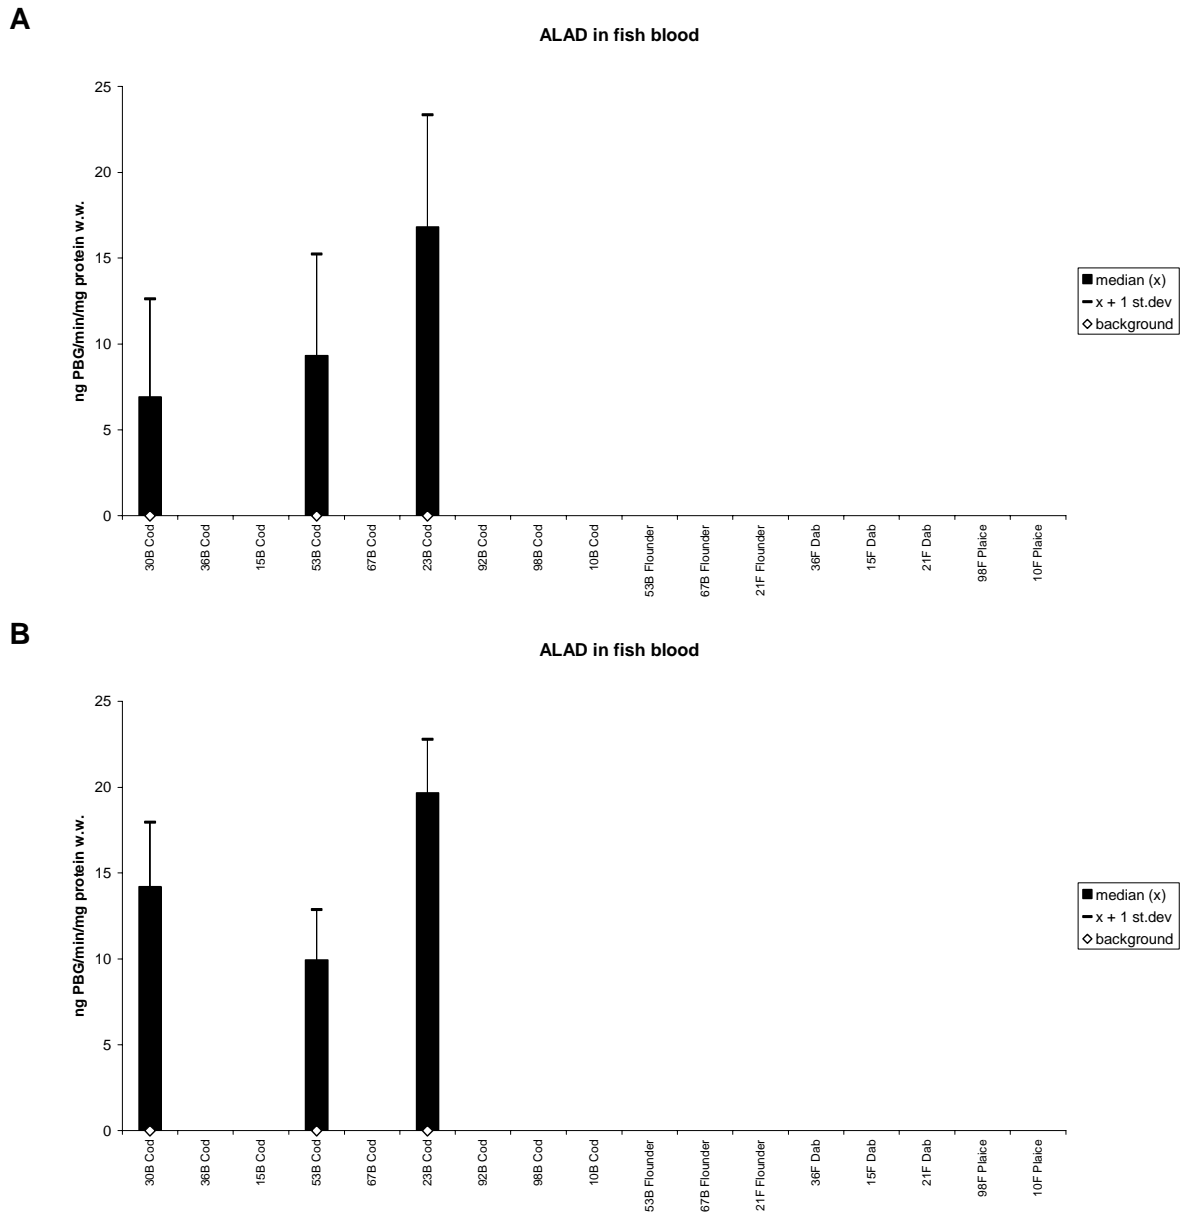 A
ALAD in fish blood
ng PBG/min/mg protein w.w.
25
20
15
10
5
0
30B Cod
36B Cod
15B Cod
53B Cod
67B Cod
23B Cod
92B Cod
98B Cod
10B Cod
53B Flounder
67B Flounder
21F Flounder
36F Dab
15F Dab
21F Dab
98F Plaice
10F Plaice
median (x)
x + 1 st.dev
background
B
ALAD in fish blood
ng PBG/min/mg protein w.w.
25
20
15
10
5
0
30B Cod
36B Cod
15B Cod
53B Cod
67B Cod
23B Cod
92B Cod
98B Cod
10B Cod
53B Flounder
67B Flounder
21F Flounder
36F Dab
15F Dab
21F Dab
98F Plaice
10F Plaice
median (x)
x + 1 st.dev
background